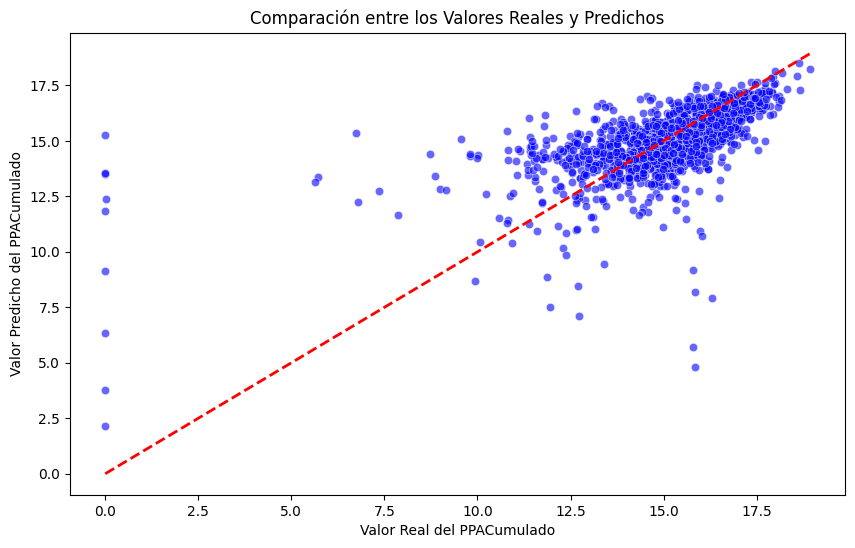 Comparación entre los Valores Reales y Predichos
Valor Predicho del PPACumulado
17.5
15.0
12.5
10.0
7.5
5.0
2.5
0.0
0.0 2.5 5.0 7.5 10.0 12.5 15.0 17.5
Valor Real del PPACumulado